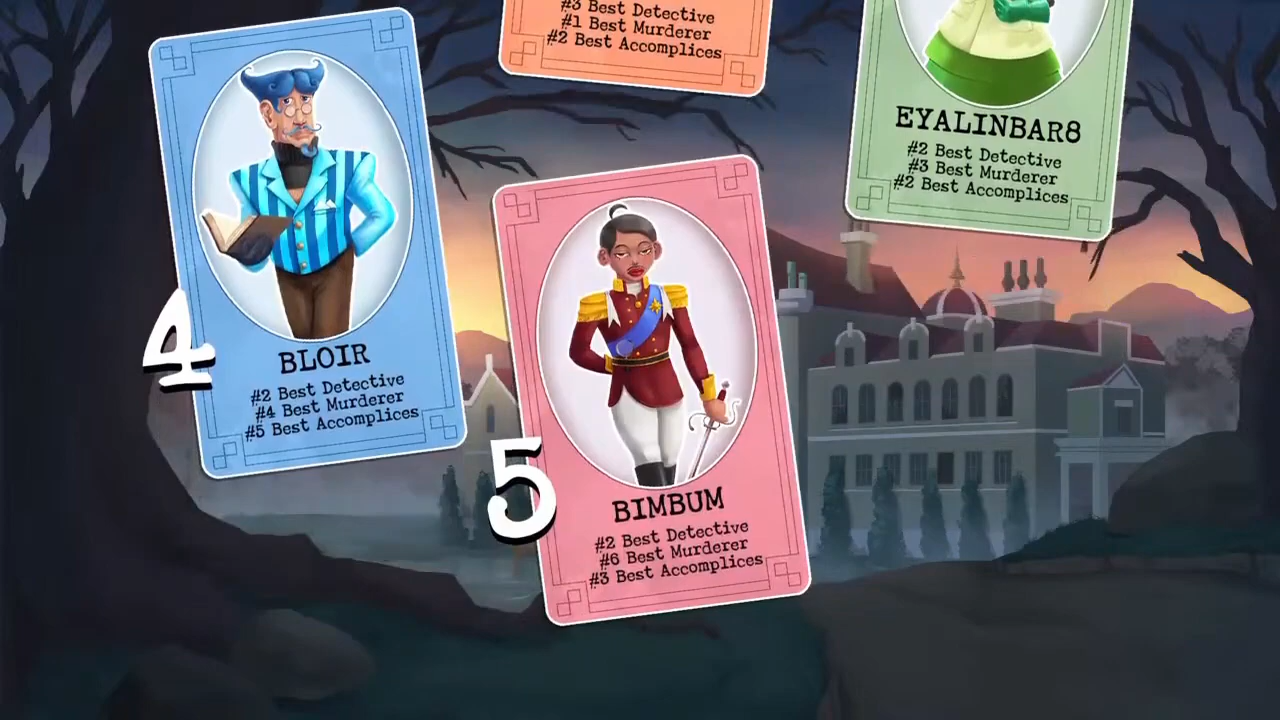 #3 Best Detective
#1 Best Murderer
#2 Best Accomplices
EYALINBAR8
#2 Best Detective
#3 Best Murderer
#2 Best Accomplices
4
BLOIR
#2 Best Detective
#4 Best Murderer
#5 Best Accomplices
5
BIMBUM
#2 Best Detective
#6 Best Murderer
#3 Best Accomplices